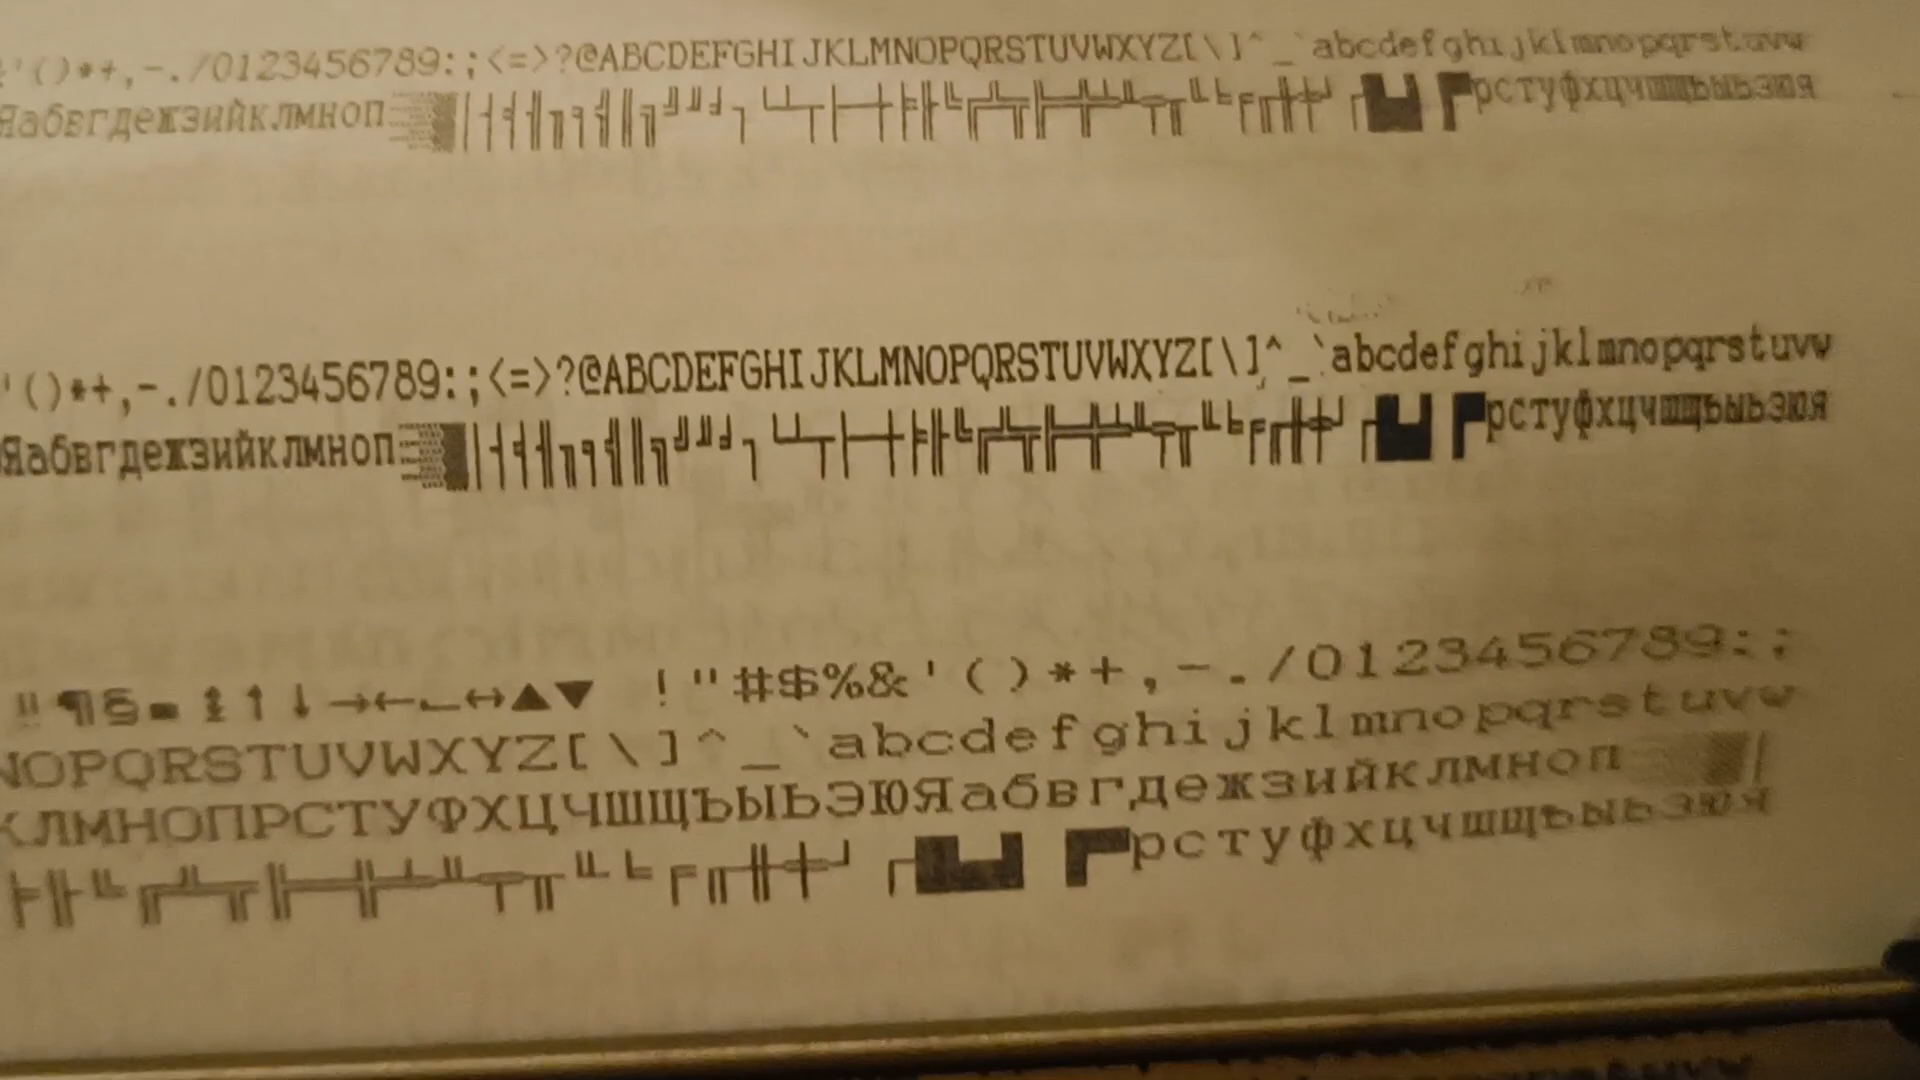 '()*+,-./0123456789:;<=>?@ABCDEFGHIJKLMNOPQRSTUVWXYZ[\]^_`abcdefghijklmnopqrstuvw
Яабвгдежзийклмноп░▒▓│┤╡╢╖╕╣║╗╝╜╛┐└┴┬├─┼╞╟╚╔╩╦╠═╬╧╨╤╥╙╘╒╓╫╪┘┌█▄▌▐▀рстуфхцчшщъыьэюя
'()*+,-./0123456789:;<=>?@ABCDEFGHIJKLMNOPQRSTUVWXYZ[\]^_`abcdefghijklmnopqrstuvw
Яабвгдежзийклмноп░▒▓│┤╡╢╖╕╣║╗╝╜╛┐└┴┬├─┼╞╟╚╔╩╦╠═╬╧╨╤╥╙╘╒╓╫╪┘┌█▄▌▐▀рстуфхцчшщъыьэюя
‼¶§▬↨↑↓→←∟↔▲▼ !"#$%&'()*+,-./0123456789:;
NOPQRSTUVWXYZ[\]^_`abcdefghijklmnopqrstuvw
КЛМНОПРСТУФХЦЧШЩЪЫЬЭЮЯабвгдежзийклмноп░▒▓│
╞╟╚╔╩╦╠═╬╧╨╤╥╙╘╒╓╫╪┘┌█▄▌▐▀рстуфхцчшщъыьэюя